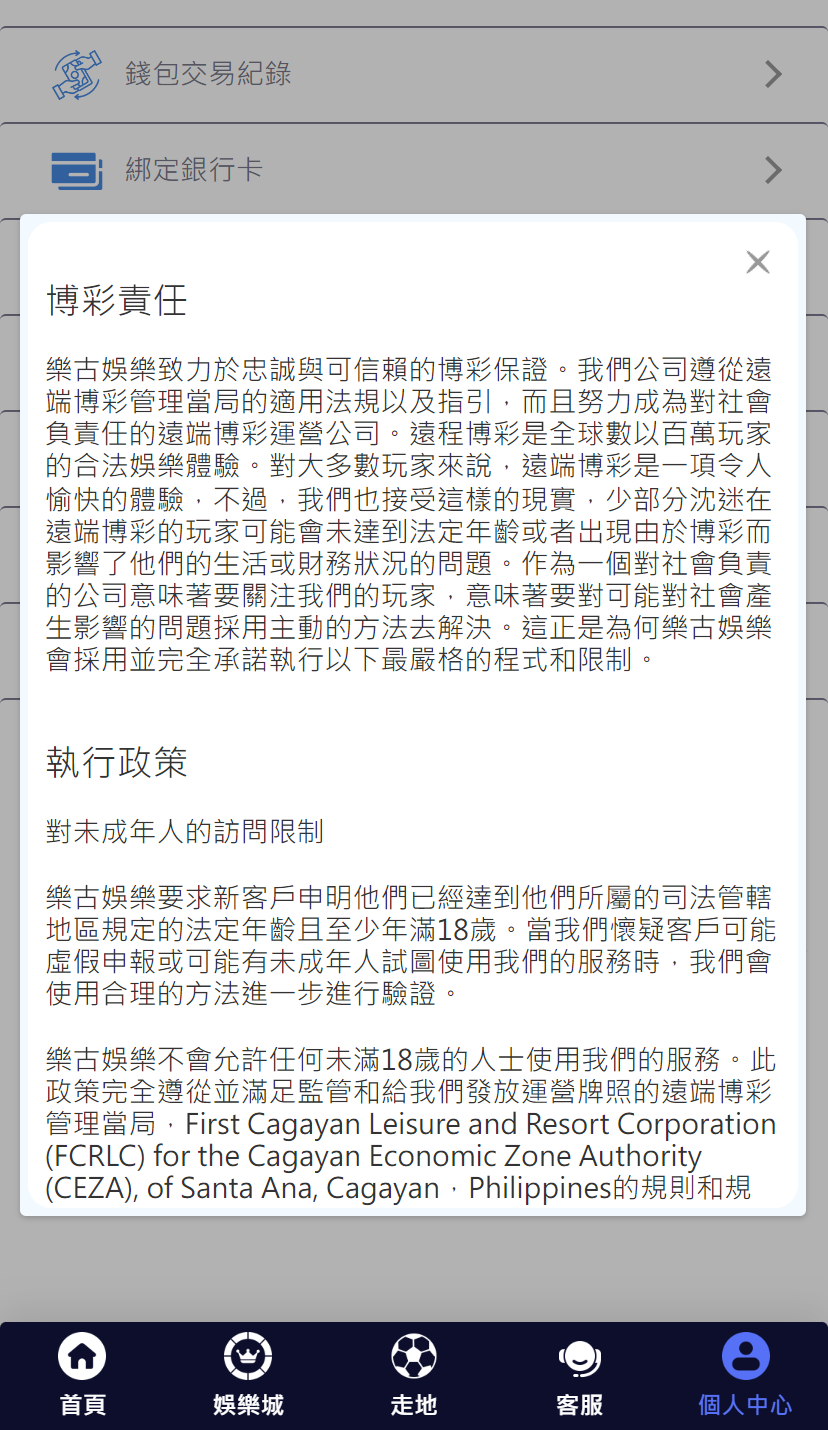 錢包交易紀錄
綁定銀行卡
博彩責任
樂古娛樂致力於忠誠與可信賴的博彩保證。我們公司遵從遠
端博彩管理當局的適用法規以及指引，而且努力成為對社會
負責任的遠端博彩運營公司。遠程博彩是全球數以百萬玩家
的合法娛樂體驗。對大多數玩家來說，遠端博彩是一項令人
愉快的體驗，不過，我們也接受這樣的現實，少部分沈迷在
遠端博彩的玩家可能會未達到法定年齡或者出現由於博彩而
影響了他們的生活或財務狀況的問題。作為一個對社會負責
的公司意味著要關注我們的玩家，意味著要對可能對社會產
生影響的問題採用主動的方法去解決。這正是為何樂古娛樂
會採用並完全承諾執行以下最嚴格的程式和限制。
執行政策
對未成年人的訪問限制
樂古娛樂要求新客戶申明他們已經達到他們所屬的司法管轄
地區規定的法定年齡且至少年滿18歲。當我們懷疑客戶可能
虛假申報或可能有未成年人試圖使用我們的服務時，我們會
使用合理的方法進一步進行驗證。
樂古娛樂不會允許任何未滿18歲的人士使用我們的服務。此
政策完全遵從並滿足監管和給我們發放運營牌照的遠端博彩
管理當局，First Cagayan Leisure and Resort Corporation
(FCRLC) for the Cagayan Economic Zone Authority
(CEZA), of Santa Ana, Cagayan，Philippines的規則和規
首頁
娛樂城
走地
客服
個人中心